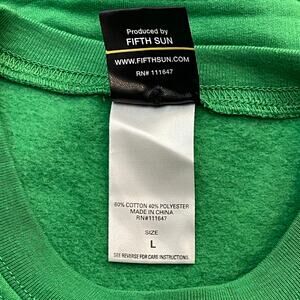 Produced by
FIFTH SUN
WWW.FIFTHSUN.COM
RN# 111647
60% COTTON 40% POLYESTER
MADE IN CHINA
RN#111647
SIZE
L
SEE REVERSE FOR CARE INSTRUCTIONS